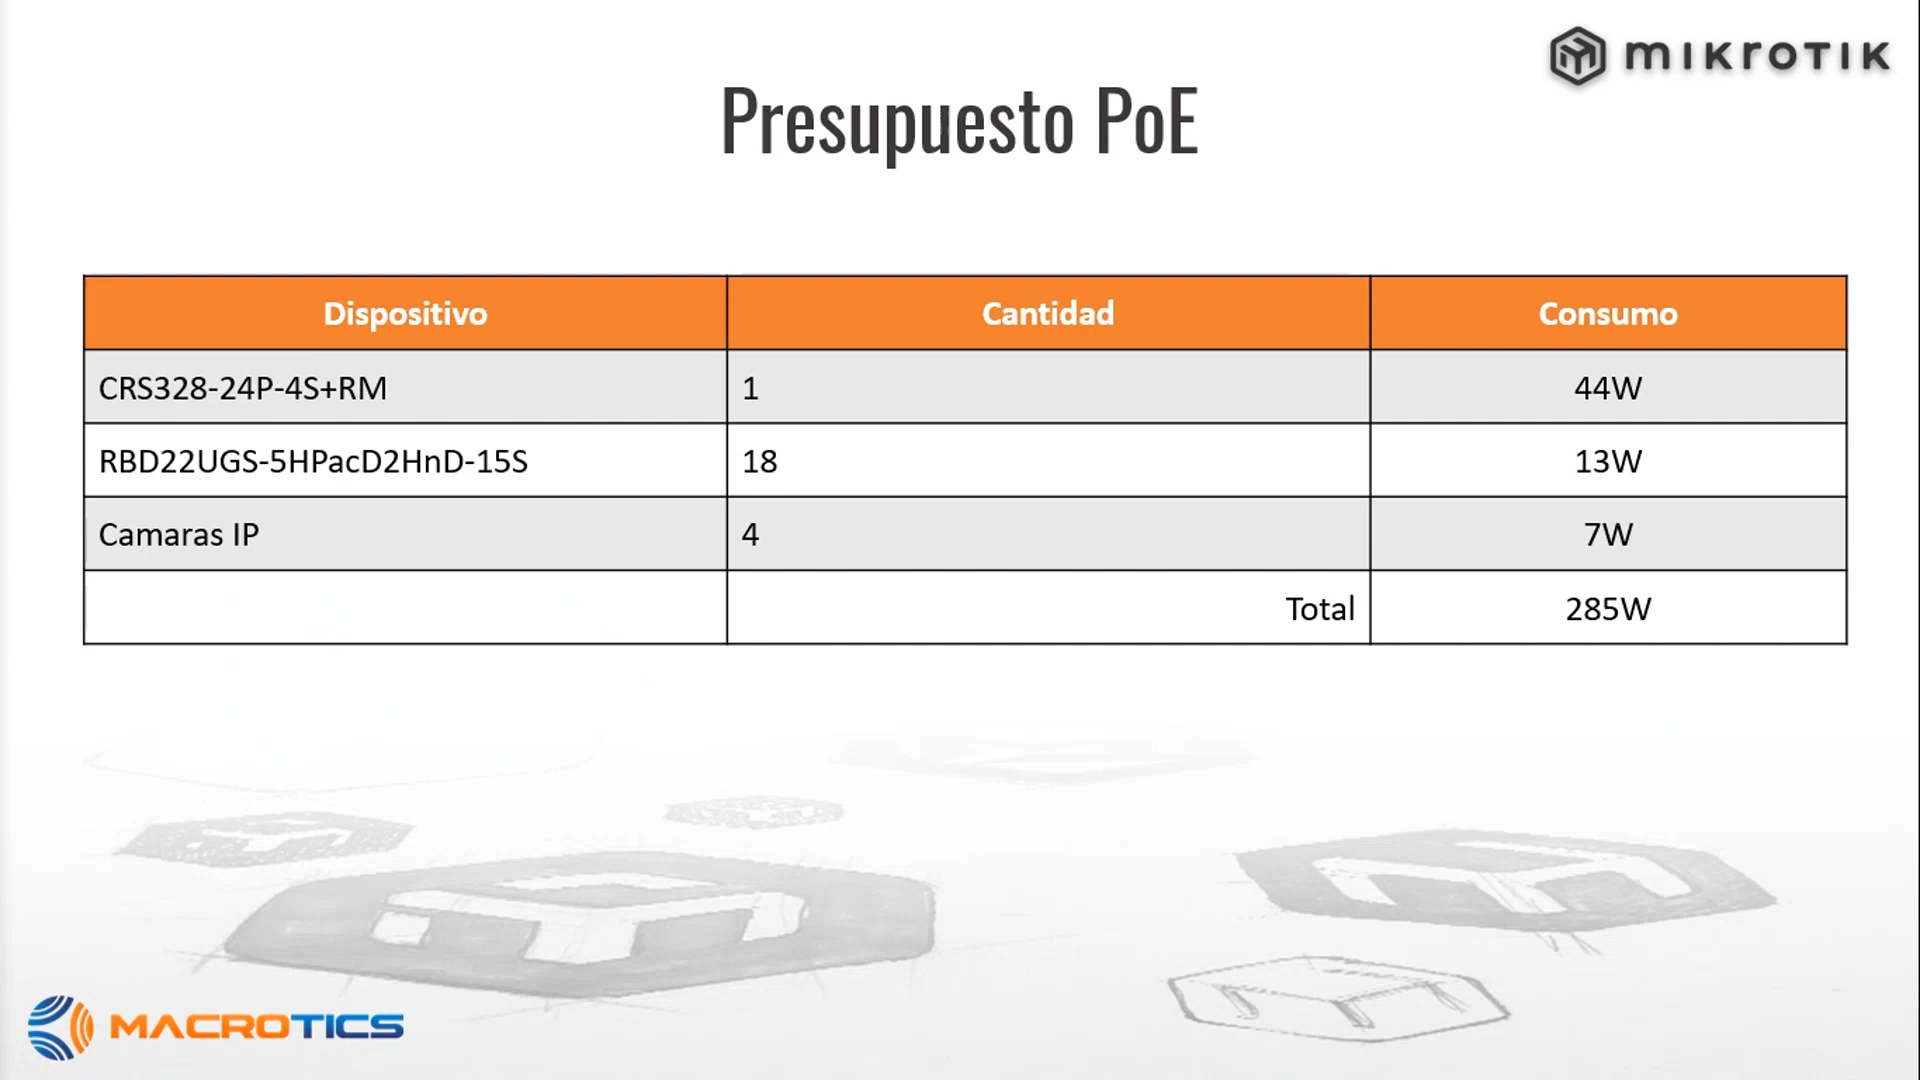 mikrotik
Presupuesto PoE
Dispositivo Cantidad Consumo
CRS328-24P-4S+RM 1 44W
RBD22UGS-5HPacD2HnD-15S 18 13W
Camaras IP 4 7W
Total 285W
MACROTICS